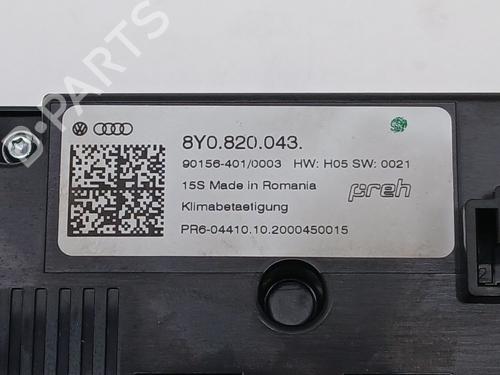 8Y0.820.043.
90156-401/0003 HW: H05 SW: 0021
15S Made in Romania preh
Klimabetaetigung
PR6-04410.10.2000450015
B-PARTS